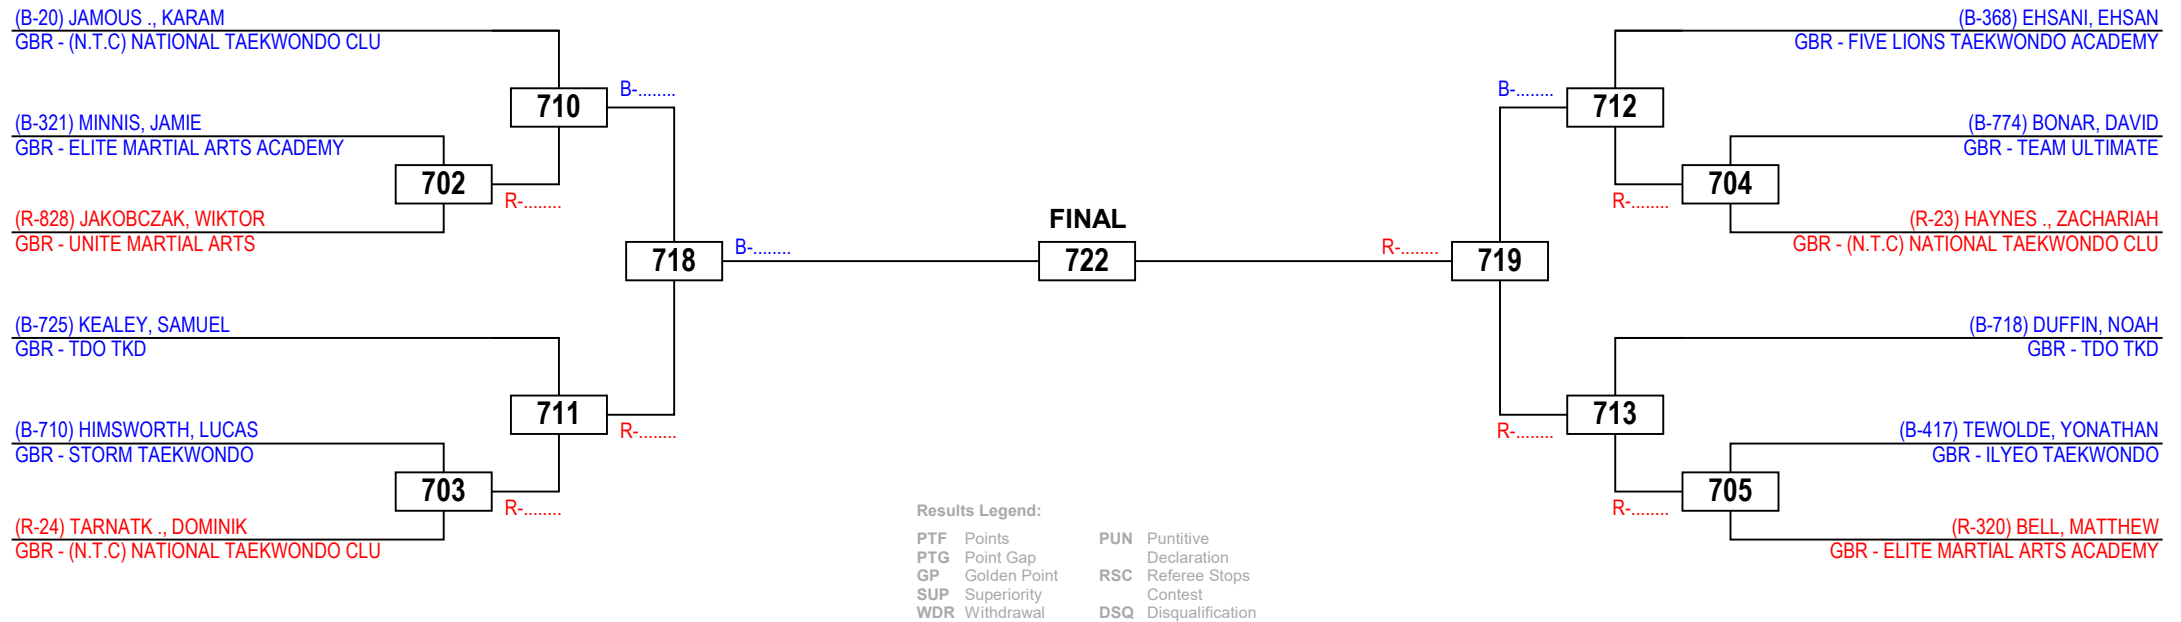 (B-20) JAMOUS ., KARAM
GBR - (N.T.C) NATIONAL TAEKWONDO CLU
(B-321) MINNIS, JAMIE
GBR - ELITE MARTIAL ARTS ACADEMY
(R-828) JAKOBCZAK, WIKTOR
GBR - UNITE MARTIAL ARTS
(B-725) KEALEY, SAMUEL
GBR - TDO TKD
(B-710) HIMSWORTH, LUCAS
GBR - STORM TAEKWONDO
(R-24) TARNATK ., DOMINIK
GBR - (N.T.C) NATIONAL TAEKWONDO CLU
702
R-........
703
R-........
710
B-........
711
R-........
718
B-........
FINAL
722
R-........
719
B-........
712
R-........
713
R-........
704
R-........
705
(B-368) EHSANI, EHSAN
GBR - FIVE LIONS TAEKWONDO ACADEMY
(B-774) BONAR, DAVID
GBR - TEAM ULTIMATE
(R-23) HAYNES ., ZACHARIAH
GBR - (N.T.C) NATIONAL TAEKWONDO CLU
(B-718) DUFFIN, NOAH
GBR - TDO TKD
(B-417) TEWOLDE, YONATHAN
GBR - ILYEO TAEKWONDO
(R-320) BELL, MATTHEW
GBR - ELITE MARTIAL ARTS ACADEMY
Results Legend:
PTF Points
PTG Point Gap
GP Golden Point
SUP Superiority
WDR Withdrawal
PUN Puntitive
Declaration
RSC Referee Stops
Contest
DSQ Disqualification